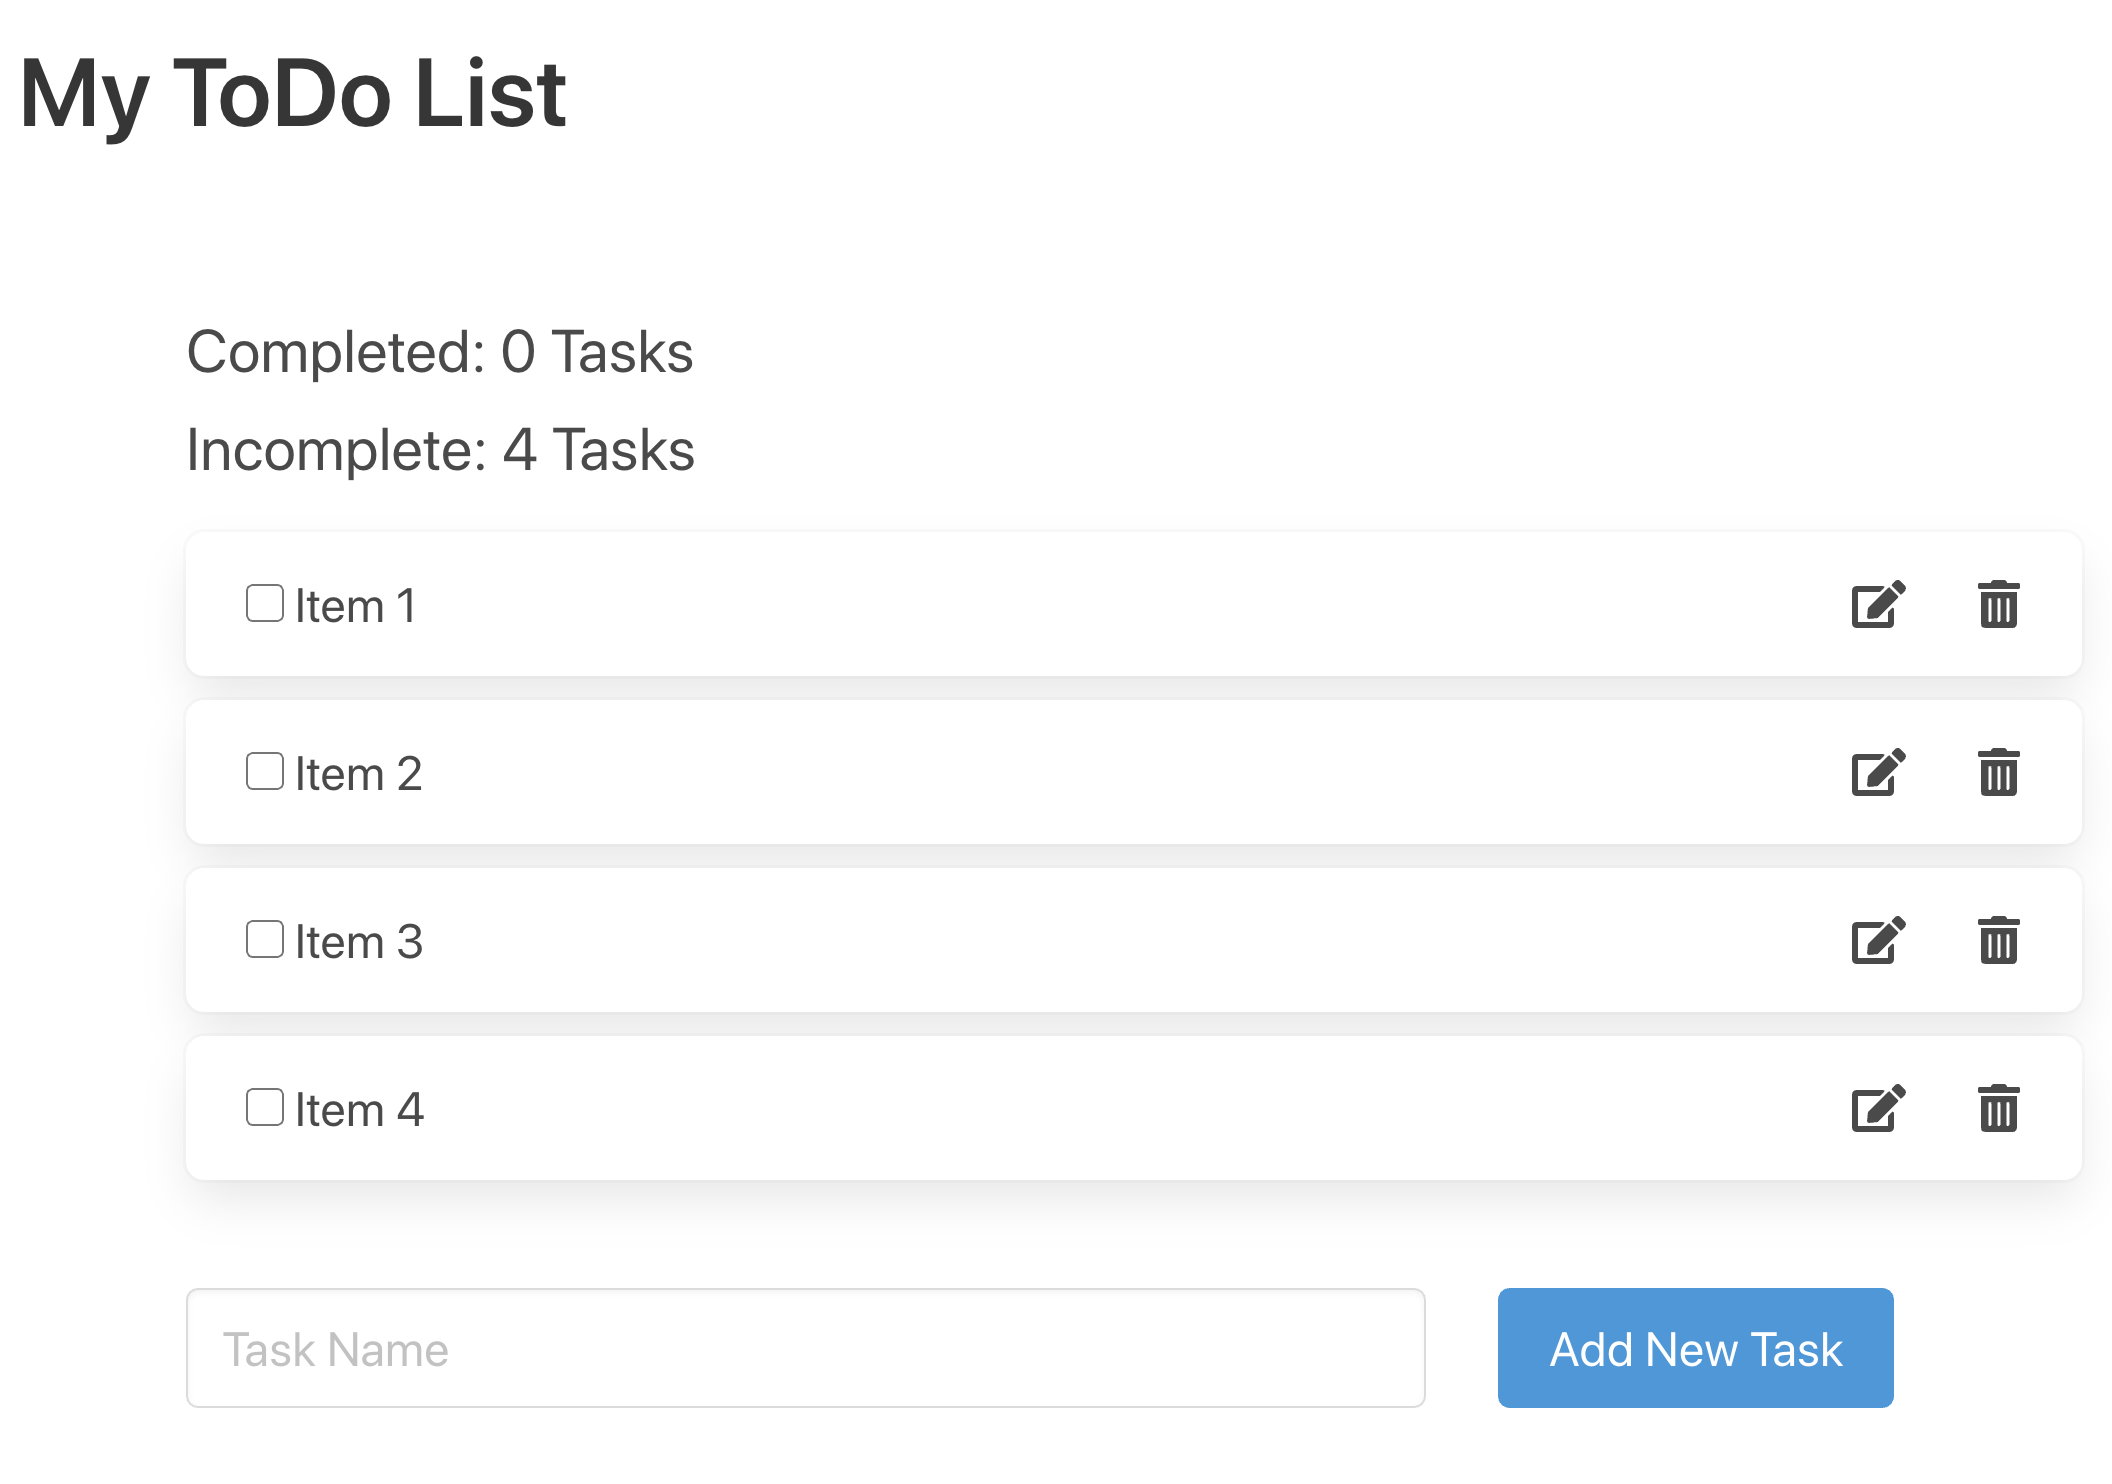 My ToDo List
Completed: 0 Tasks
Incomplete: 4 Tasks
Item 1
Item 2
Item 3
Item 4
Task Name
Add New Task